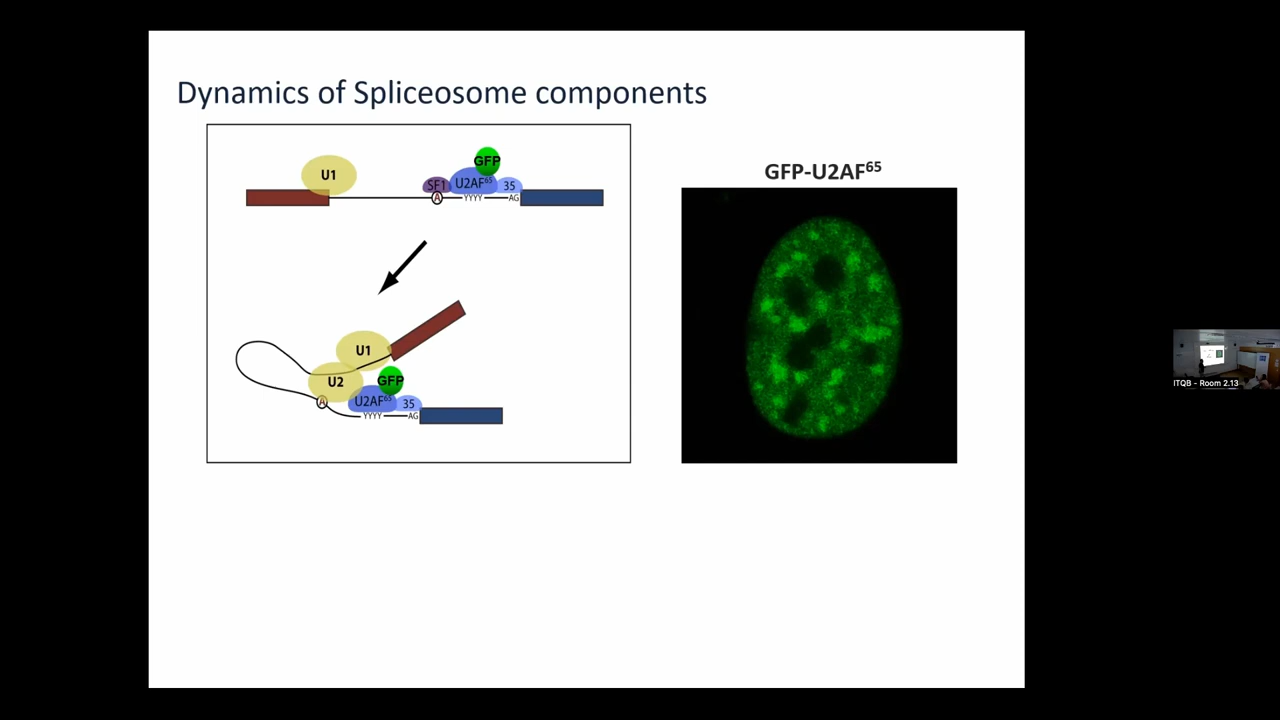 Dynamics of Spliceosome components
GFP
U1
SF1 U2AF⁶⁵ 35
A YYYY AG
U1
U2
GFP
U2AF⁶⁵ 35
A YYYY AG
GFP-U2AF⁶⁵
ITQB - Room 2.13